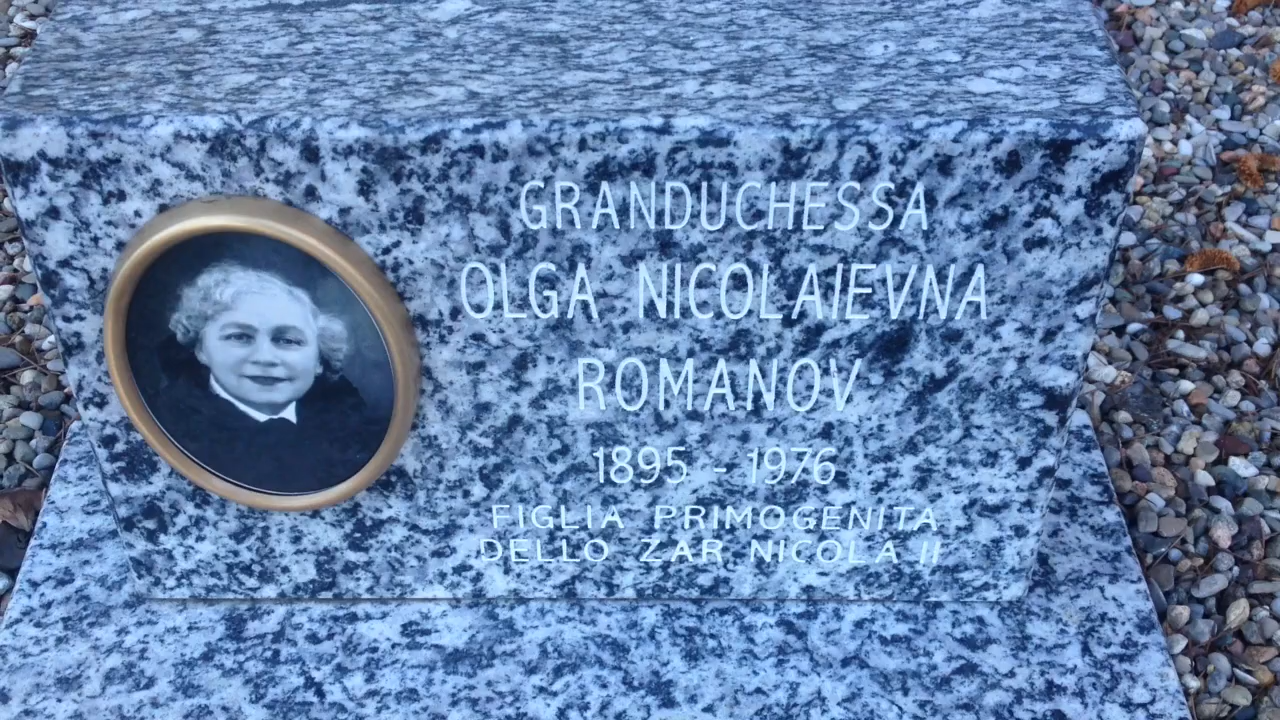 GRANDUCHESSA
OLGA NICOLAIEVNA
ROMANOV
1895 - 1976
FIGLIA PRIMOGENITA
DELLO ZAR NICOLA II